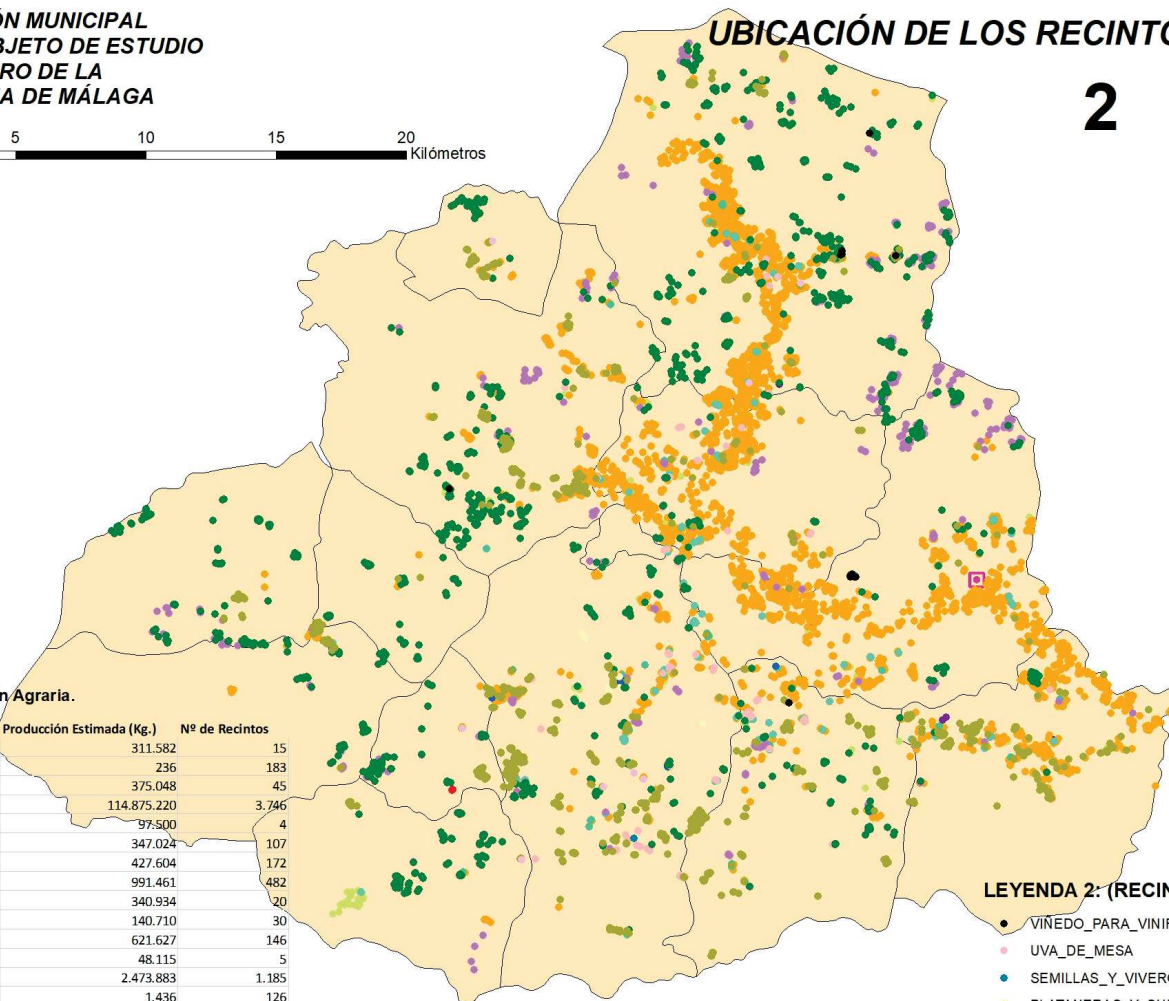 ÓN MUNICIPAL
BJETO DE ESTUDIO
RO DE LA
A DE MÁLAGA
UBICACIÓN DE LOS RECINTO
2
5 10 15 20
Kilómetros
n Agraria.
Producción Estimada (Kg.) Nº de Recintos
311.582 15
236 183
375.048 45
114.875.220 3.746
97.500 4
347.024 107
427.604 172
991.461 482
340.934 20
140.710 30
621.627 146
48.115 5
2.473.883 1.185
1.436 126
LEYENDA 2: (RECIN
VIÑEDO_PARA_VINIF
UVA_DE_MESA
SEMILLAS_Y_VIVERO